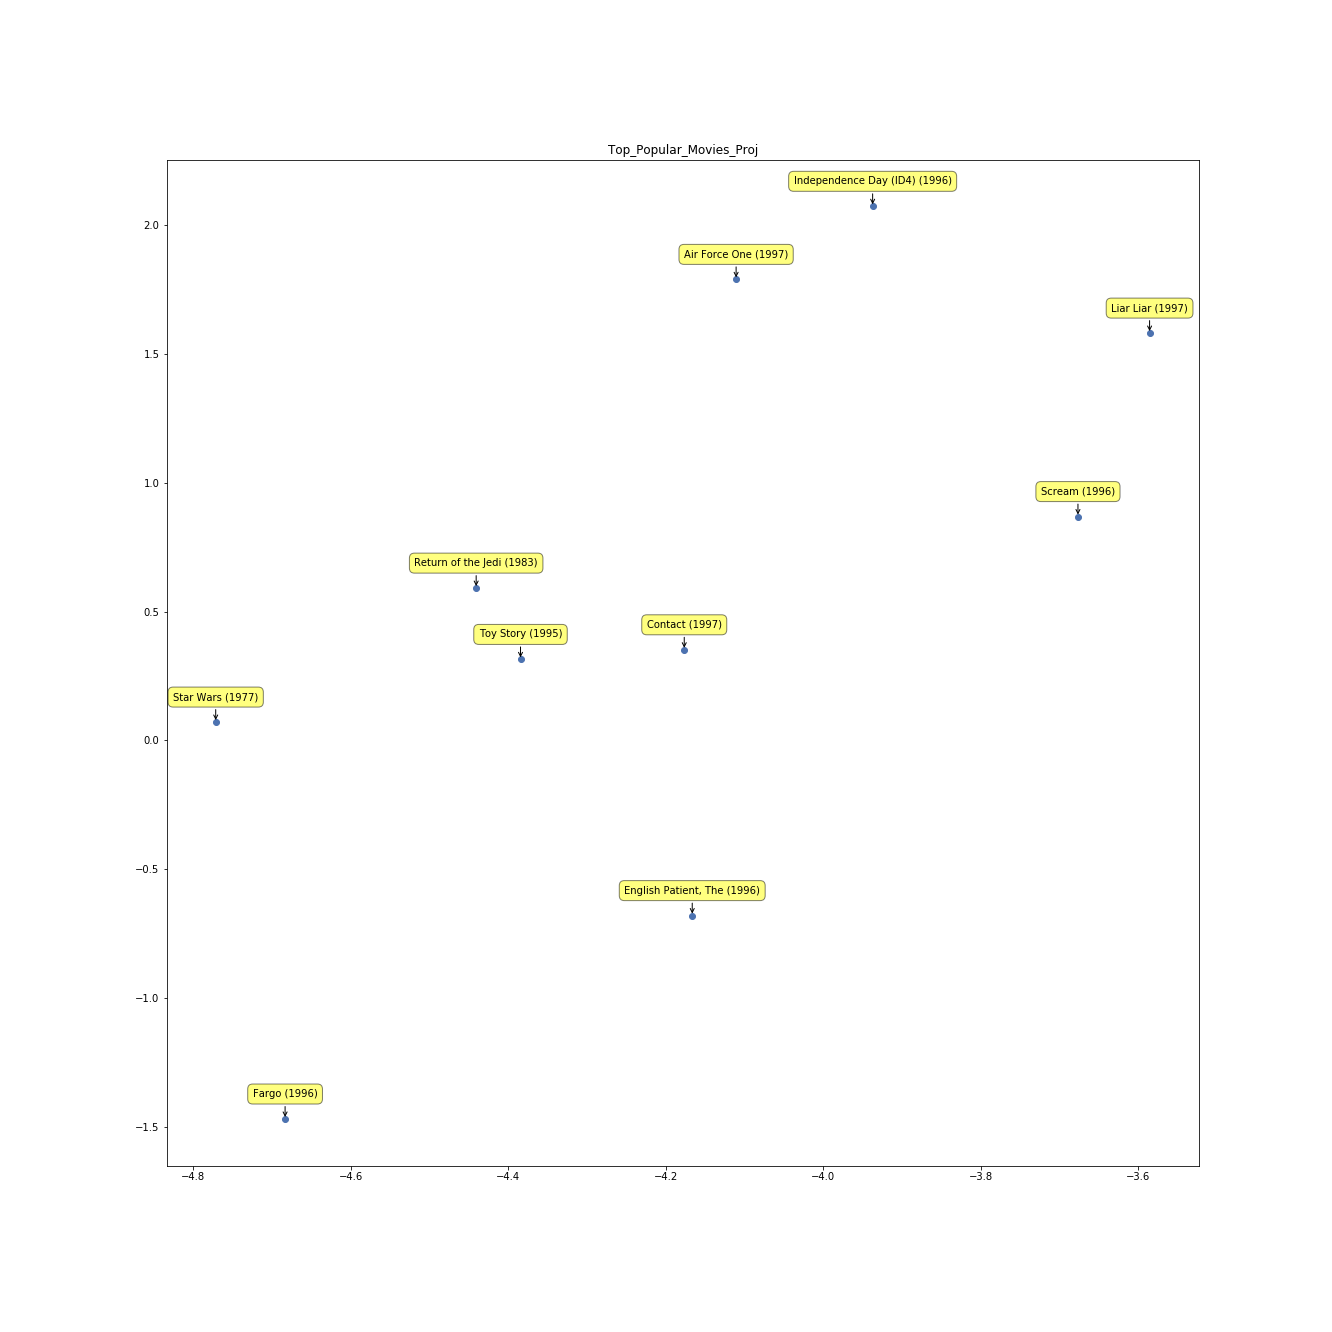 Top_Popular_Movies_Proj
Independence Day (ID4) (1996)
Air Force One (1997)
Liar Liar (1997)
Scream (1996)
Return of the Jedi (1983)
Toy Story (1995)
Contact (1997)
Star Wars (1977)
English Patient, The (1996)
Fargo (1996)
2.0
1.5
1.0
0.5
0.0
−0.5
−1.0
−1.5
−4.8 −4.6 −4.4 −4.2 −4.0 −3.8 −3.6